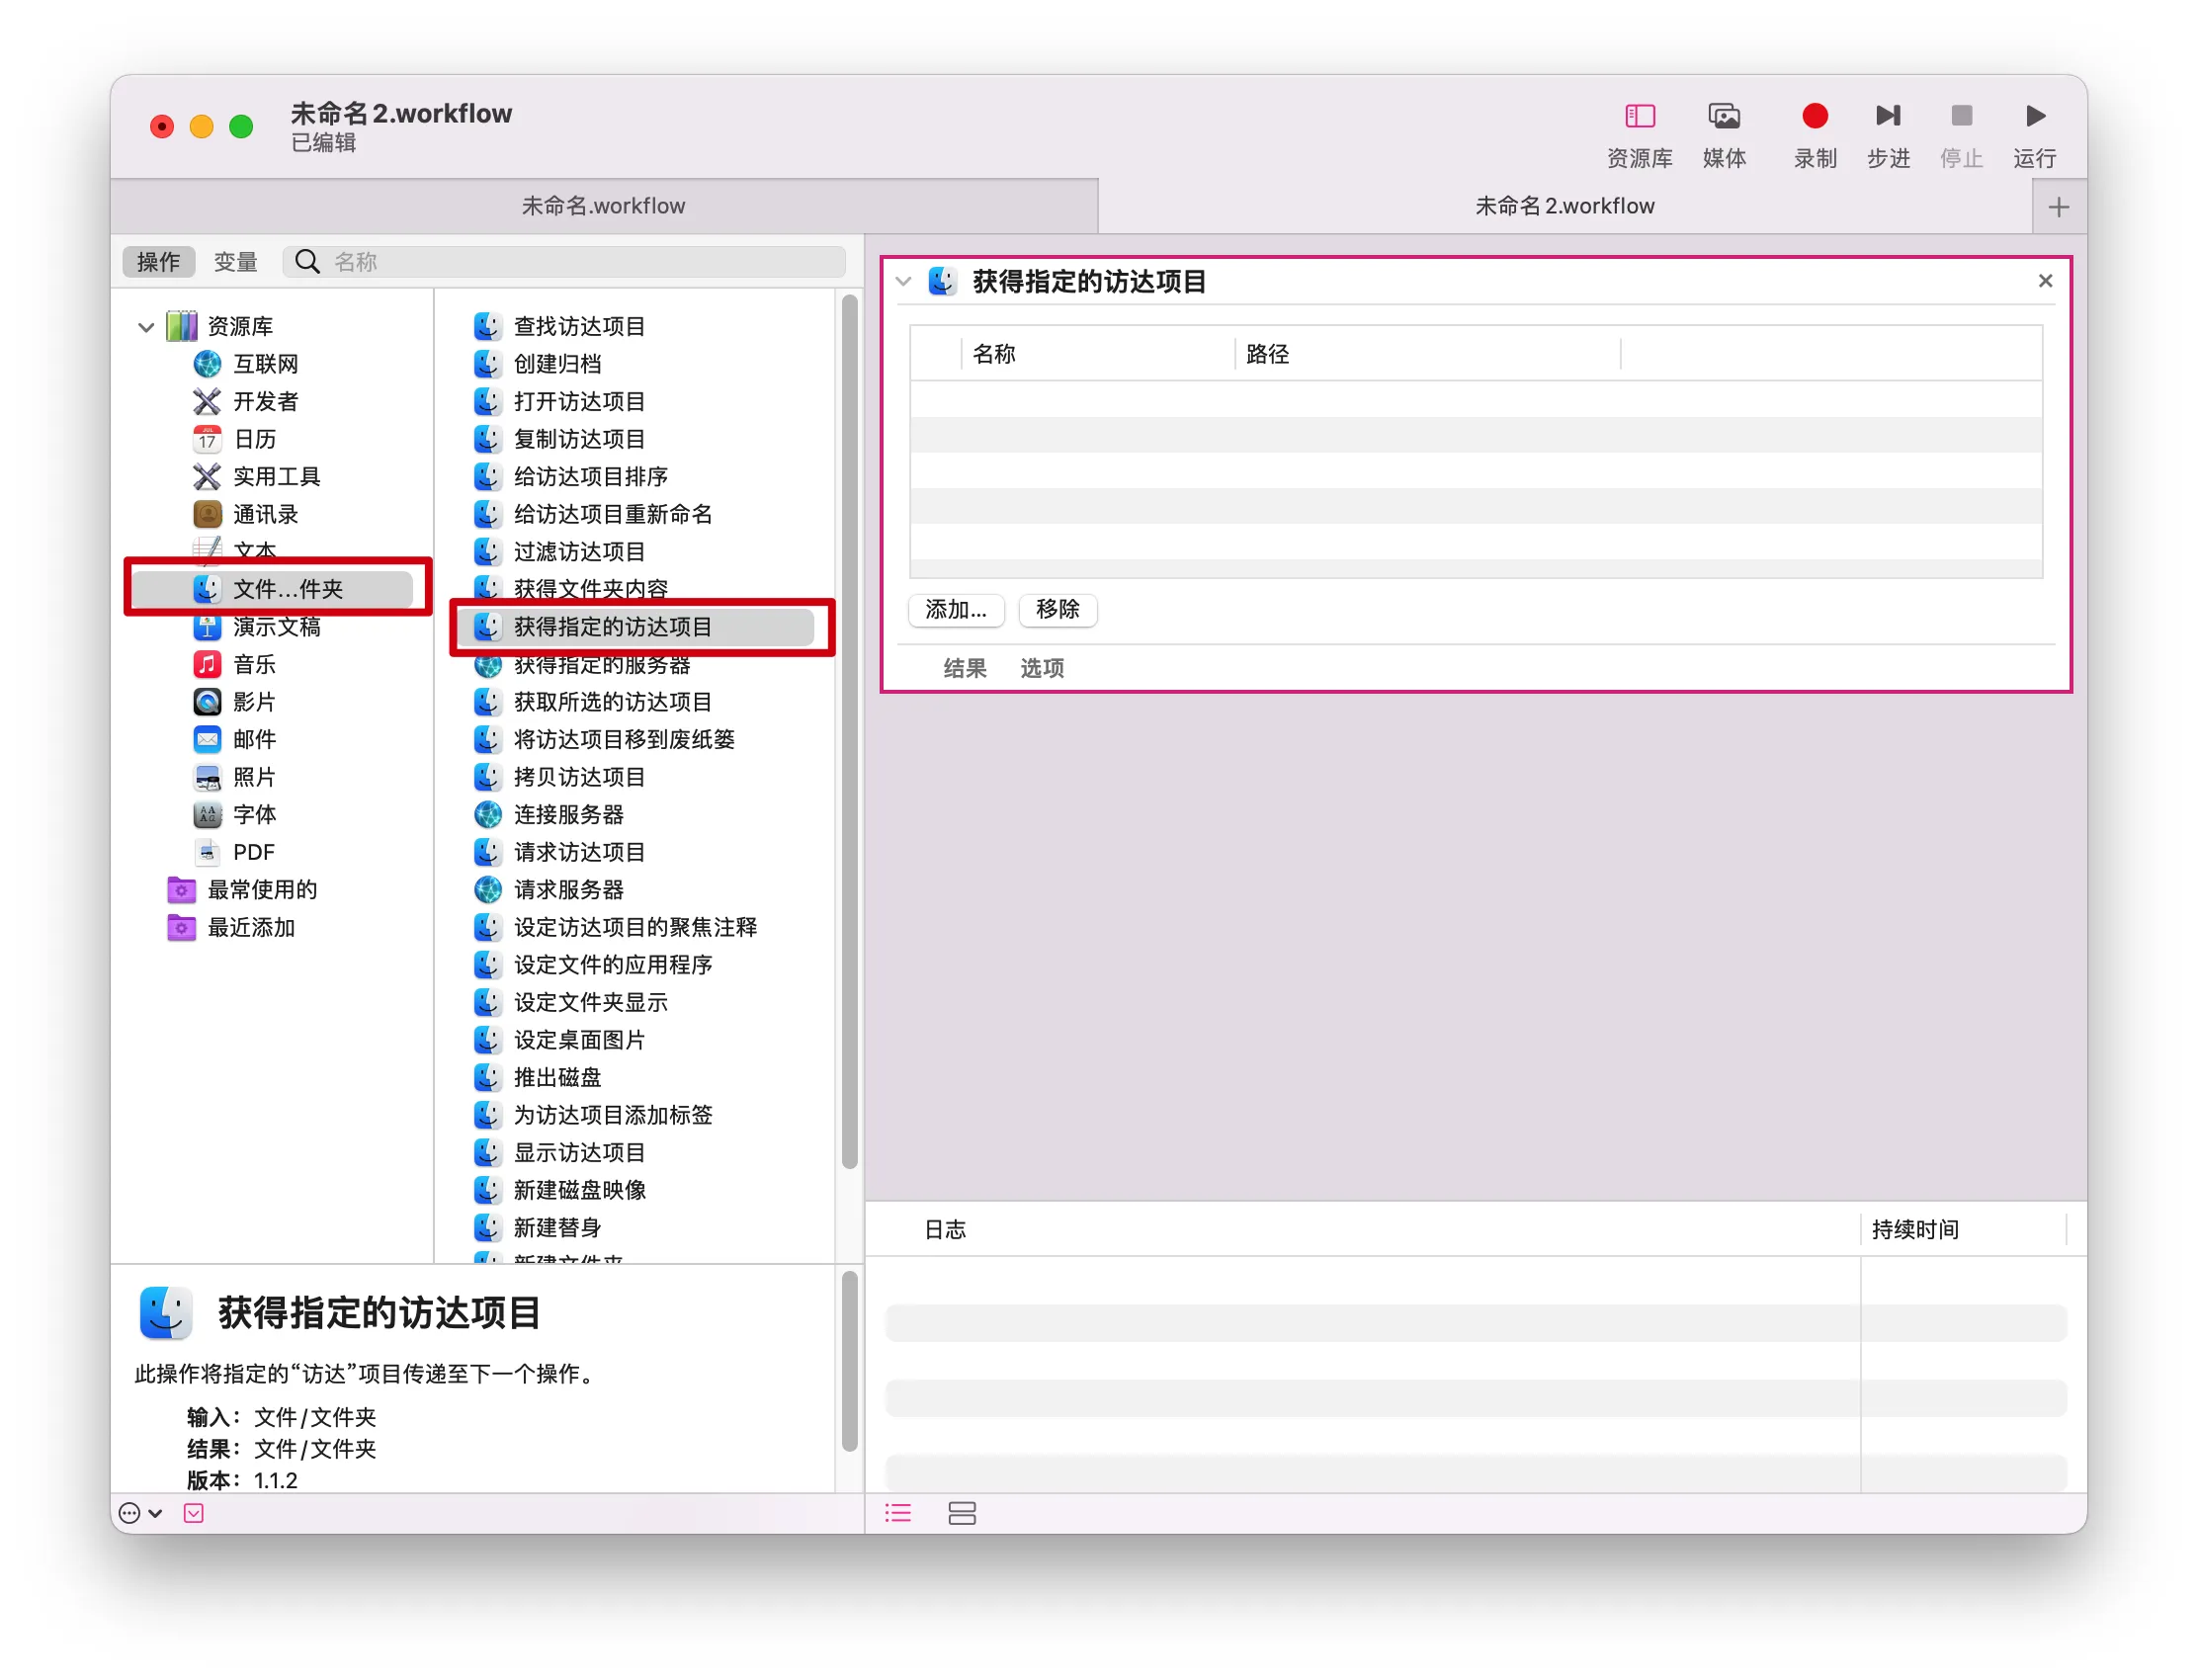 未命名 2.workflow
已编辑
资源库
媒体
录制
步进
停止
运行
未命名.workflow
未命名 2.workflow
操作
变量
名称
资源库
互联网
开发者
日历
实用工具
通讯录
文本
文件...件夹
演示文稿
音乐
影片
邮件
照片
字体
PDF
最常使用的
最近添加
查找访达项目
创建归档
打开访达项目
复制访达项目
给访达项目排序
给访达项目重新命名
过滤访达项目
获得文件夹内容
获得指定的访达项目
获得指定的服务器
获取所选的访达项目
将访达项目移到废纸篓
拷贝访达项目
连接服务器
请求访达项目
请求服务器
设定访达项目的聚焦注释
设定文件的应用程序
设定文件夹显示
设定桌面图片
推出磁盘
为访达项目添加标签
显示访达项目
新建磁盘映像
新建替身
新建文件夹
获得指定的访达项目
名称
路径
添加...
移除
结果
选项
日志
持续时间
获得指定的访达项目
此操作将指定的“访达”项目传递至下一个操作。
输入：文件/文件夹
结果：文件/文件夹
版本：1.1.2